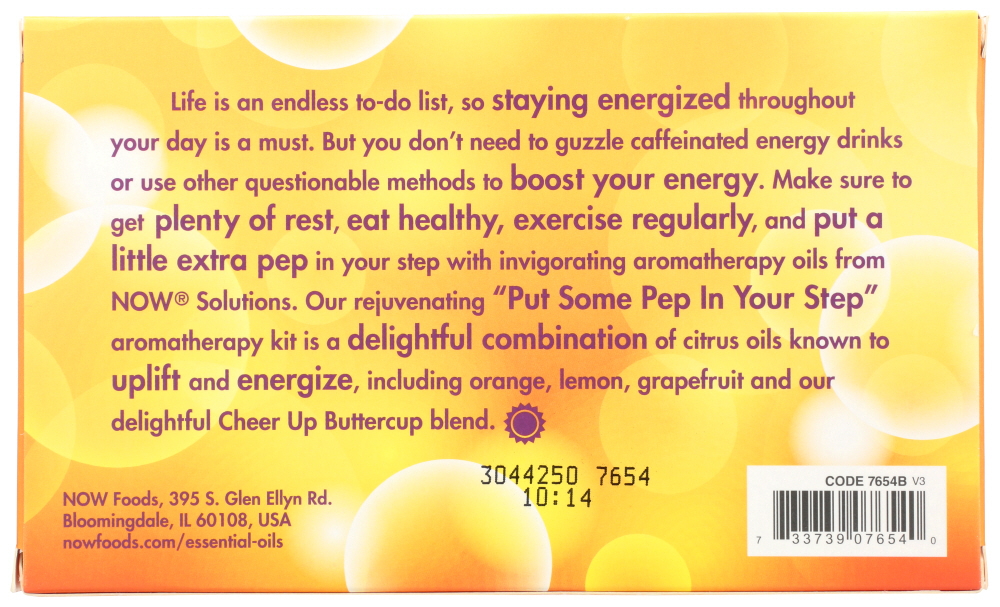 Life is an endless to-do list, so staying energized throughout
your day is a must. But you don't need to guzzle caffeinated energy drinks
or use other questionable methods to boost your energy. Make sure to
get plenty of rest, eat healthy, exercise regularly, and put a
little extra pep in your step with invigorating aromatherapy oils from
NOW® Solutions. Our rejuvenating “Put Some Pep In Your Step”
aromatherapy kit is a delightful combination of citrus oils known to
uplift and energize, including orange, lemon, grapefruit and our
delightful Cheer Up Buttercup blend.
NOW Foods, 395 S. Glen Ellyn Rd.
Bloomingdale, IL 60108, USA
nowfoods.com/essential-oils
3044250 7654
10:14
CODE 7654B V3
7 33739 07654 0